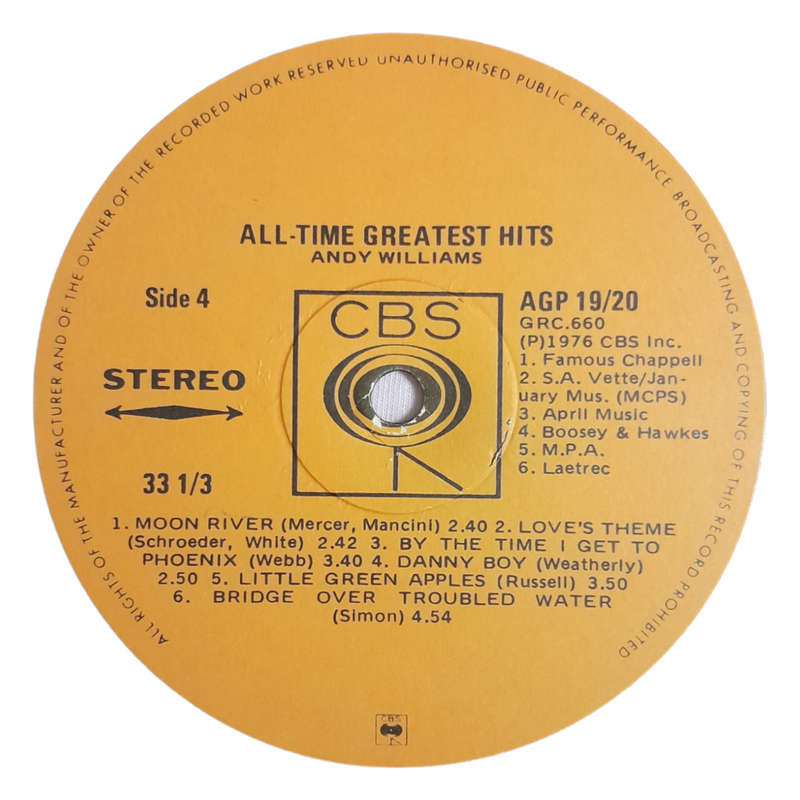 ALL RIGHTS OF THE MANUFACTURER AND OF THE OWNER OF THE RECORDED WORK RESERVED UNAUTHORISED PUBLIC PERFORMANCE BROADCASTING AND COPYING OF THIS RECORD PROHIBITED
ALL-TIME GREATEST HITS
ANDY WILLIAMS
Side 4
STEREO
33 1/3
CBS
AGP 19/20
GRC.660
(P)1976 CBS Inc.
1. Famous Chappell
2. S.A. Vette/Jan-
uary Mus. (MCPS)
3. April Music
4. Boosey & Hawkes
5. M.P.A.
6. Laetrec
1. MOON RIVER (Mercer, Mancini) 2.40 2. LOVE'S THEME
(Schroeder, White) 2.42 3. BY THE TIME I GET TO
PHOENIX (Webb) 3.40 4. DANNY BOY (Weatherly)
2.50 5. LITTLE GREEN APPLES (Russell) 3.50
6. BRIDGE OVER TROUBLED WATER
(Simon) 4.54
CBS